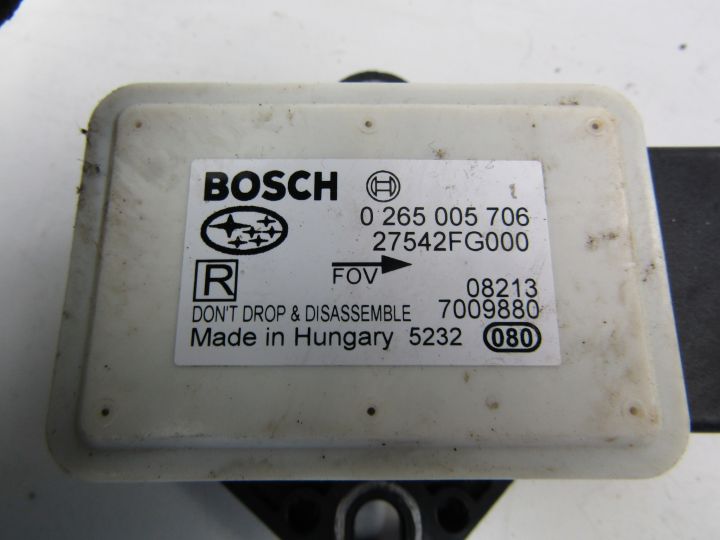 BOSCH
0 265 005 706
27542FG000
R
FOV
08213
DON'T DROP & DISASSEMBLE 7009880
Made in Hungary 5232 080